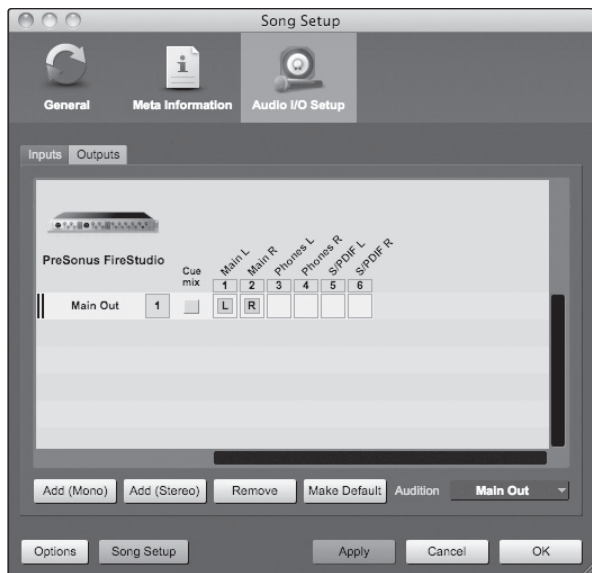 Song Setup
General Meta Information Audio I/O Setup
Inputs Outputs
PreSonus FireStudio
Cue mix
Main L Main R Phones L Phones R S/PDIF L S/PDIF R
1 2 3 4 5 6
Main Out 1 L R
Add (Mono) Add (Stereo) Remove Make Default Audition Main Out
Options Song Setup Apply Cancel OK